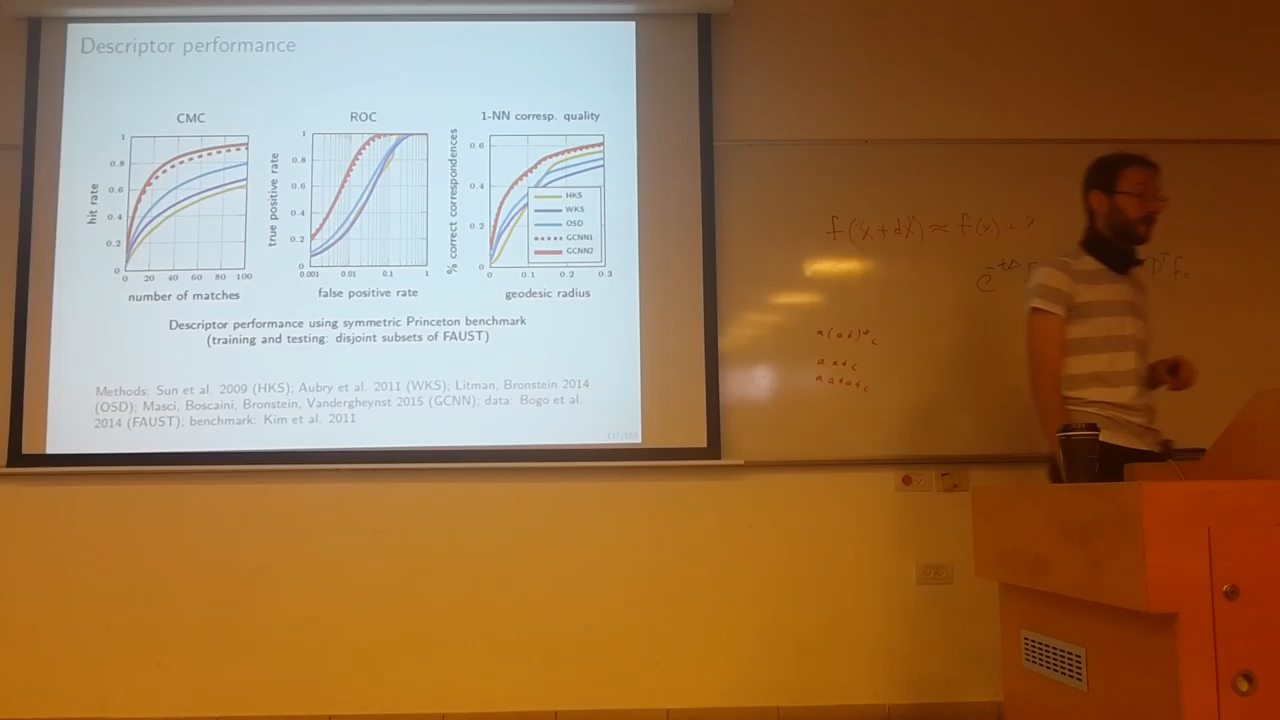 Descriptor performance
CMC
hit rate
1
0.8
0.6
0.4
0.2
0
0 20 40 60 80 100
number of matches
ROC
true positive rate
1
0.8
0.6
0.4
0.2
0
0.001 0.01 0.1 1
false positive rate
1-NN corresp. quality
% correct correspondences
0.6
0.4
0.2
0
HKS
WKS
OSD
GCNN1
GCNN2
0 0.1 0.2 0.3
geodesic radius
Descriptor performance using symmetric Princeton benchmark
(training and testing: disjoint subsets of FAUST)
Methods: Sun et al. 2009 (HKS); Aubry et al. 2011 (WKS); Litman, Bronstein 2014
(OSD); Masci, Boscaini, Bronstein, Vandergheynst 2015 (GCNN); data: Bogo et al.
2014 (FAUST); benchmark: Kim et al. 2011
f(x+dx) ≈ f(x)+?